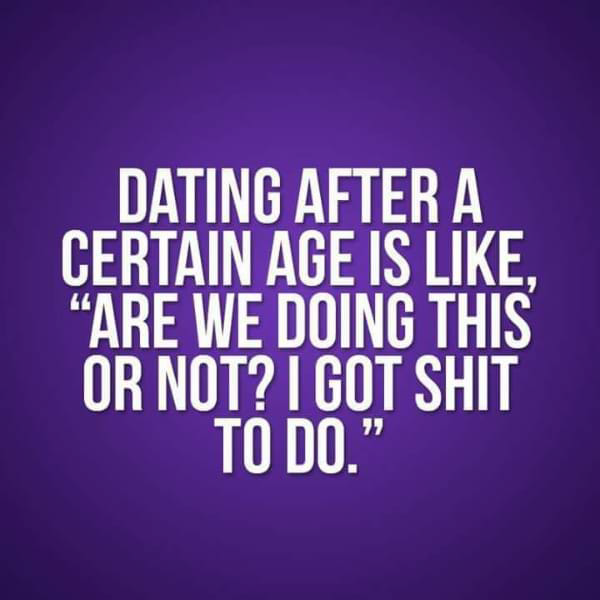 DATING AFTER A
CERTAIN AGE IS LIKE,
“ARE WE DOING THIS
OR NOT? I GOT SHIT
TO DO.”